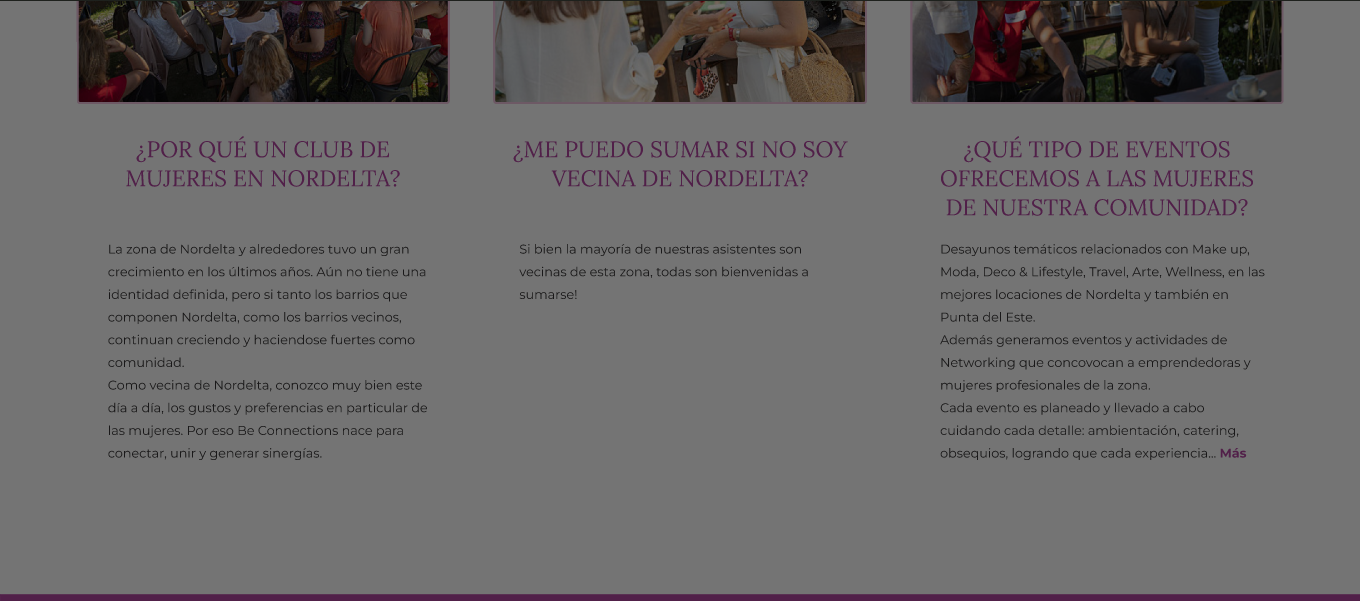 ¿POR QUÉ UN CLUB DE
MUJERES EN NORDELTA?
La zona de Nordelta y alrededores tuvo un gran
crecimiento en los últimos años. Aún no tiene una
identidad definida, pero si tanto los barrios que
componen Nordelta, como los barrios vecinos,
continuan creciendo y haciendose fuertes como
comunidad.
Como vecina de Nordelta, conozco muy bien este
día a día, los gustos y preferencias en particular de
las mujeres. Por eso Be Connections nace para
conectar, unir y generar sinergías.
¿ME PUEDO SUMAR SI NO SOY
VECINA DE NORDELTA?
Si bien la mayoría de nuestras asistentes son
vecinas de esta zona, todas son bienvenidas a
sumarse!
¿QUÉ TIPO DE EVENTOS
OFRECEMOS A LAS MUJERES
DE NUESTRA COMUNIDAD?
Desayunos temáticos relacionados con Make up,
Moda, Deco & Lifestyle, Travel, Arte, Wellness, en las
mejores locaciones de Nordelta y también en
Punta del Este.
Además generamos eventos y actividades de
Networking que concovocan a emprendedoras y
mujeres profesionales de la zona.
Cada evento es planeado y llevado a cabo
cuidando cada detalle: ambientación, catering,
obsequios, logrando que cada experiencia... Más